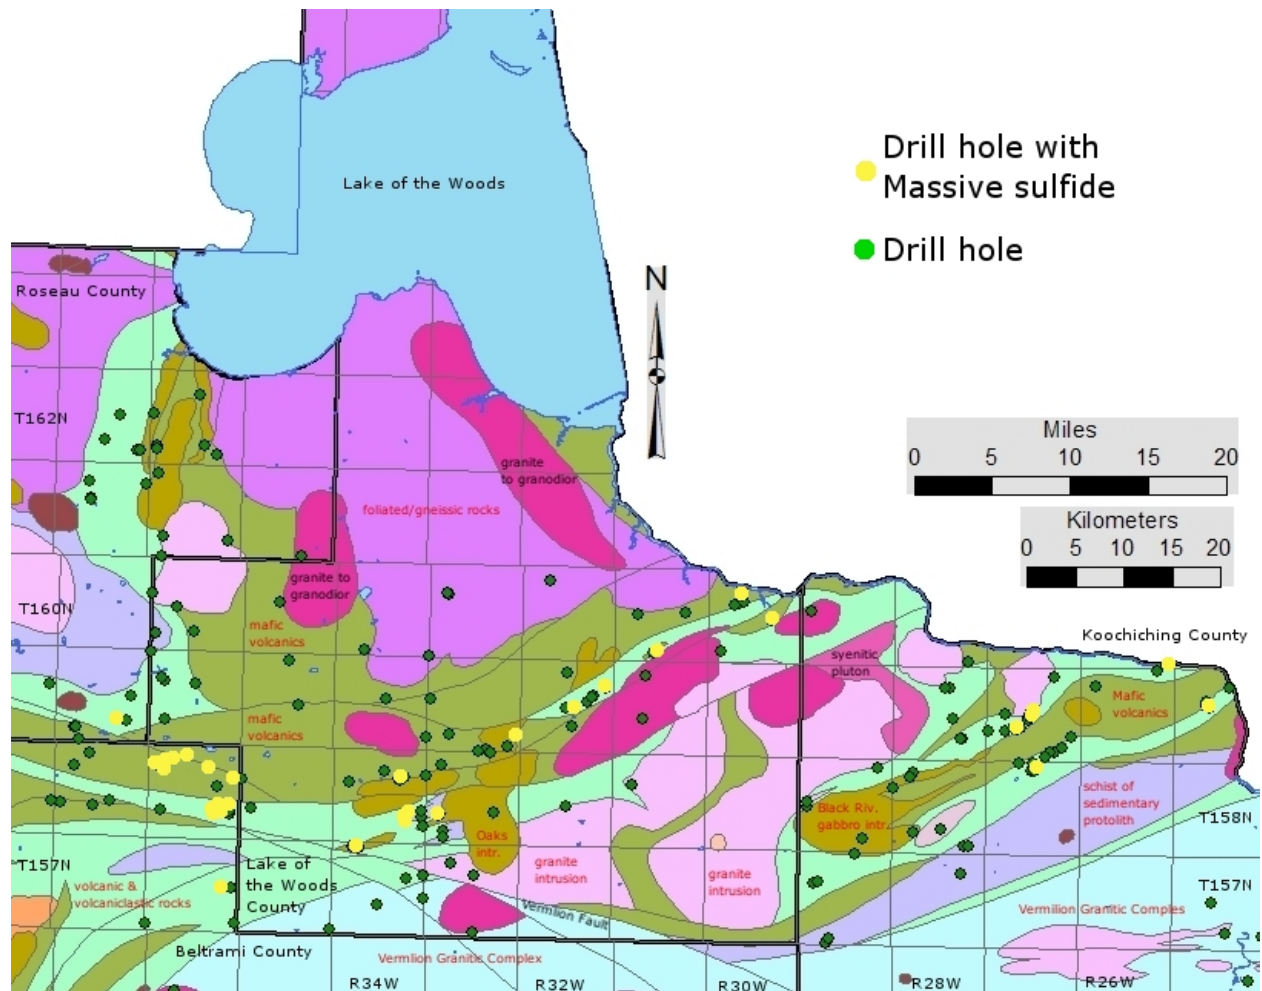 Drill hole with
Massive sulfide
Lake of the Woods
Drill hole
N
Roseau County
Miles
0 5 10 15 20
T162N
granite
to granodior
foliated/gneissic rocks
Kilometers
0 5 10 15 20
granite to
granodior
T160N
mafic
volcanics
Koochiching County
syenitic
pluton
Mafic
volcanics
mafic
volcanics
schist of
sedimentary
protolith
Black Riv.
gabbro intr.
T158N
Oaks
intr.
T157N
Lake of
the Woods
County
granite
intrusion
granite
intrusion
T157N
volcanic &
volcaniclastic rocks
Vermlion Fault
Vermilion Granitic Comples
Beltrami County
Vermlion Granitic Complex
R34W
R32W
R30W
R28W
R26W